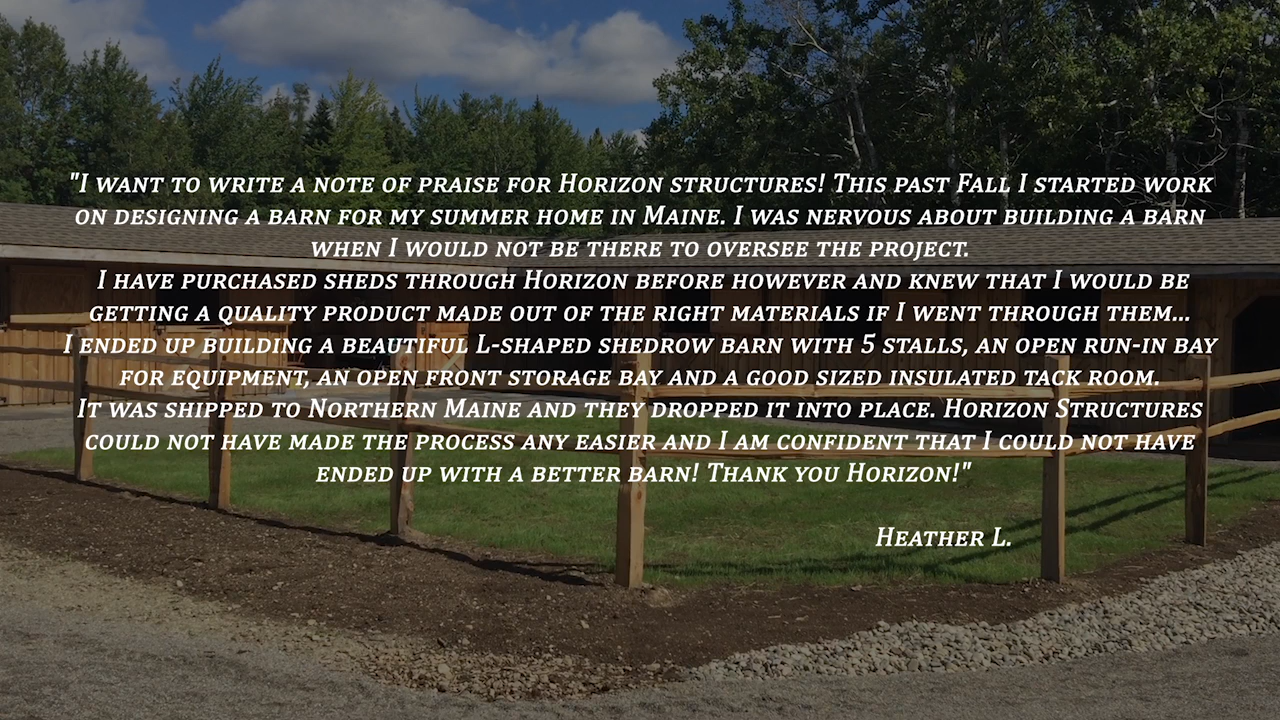 "I WANT TO WRITE A NOTE OF PRAISE FOR HORIZON STRUCTURES! THIS PAST FALL I STARTED WORK
ON DESIGNING A BARN FOR MY SUMMER HOME IN MAINE. I WAS NERVOUS ABOUT BUILDING A BARN
WHEN I WOULD NOT BE THERE TO OVERSEE THE PROJECT.
I HAVE PURCHASED SHEDS THROUGH HORIZON BEFORE HOWEVER AND KNEW THAT I WOULD BE
GETTING A QUALITY PRODUCT MADE OUT OF THE RIGHT MATERIALS IF I WENT THROUGH THEM...
I ENDED UP BUILDING A BEAUTIFUL L-SHAPED SHEDROW BARN WITH 5 STALLS, AN OPEN RUN-IN BAY
FOR EQUIPMENT, AN OPEN FRONT STORAGE BAY AND A GOOD SIZED INSULATED TACK ROOM.
IT WAS SHIPPED TO NORTHERN MAINE AND THEY DROPPED IT INTO PLACE. HORIZON STRUCTURES
COULD NOT HAVE MADE THE PROCESS ANY EASIER AND I AM CONFIDENT THAT I COULD NOT HAVE
ENDED UP WITH A BETTER BARN! THANK YOU HORIZON!"
HEATHER L.